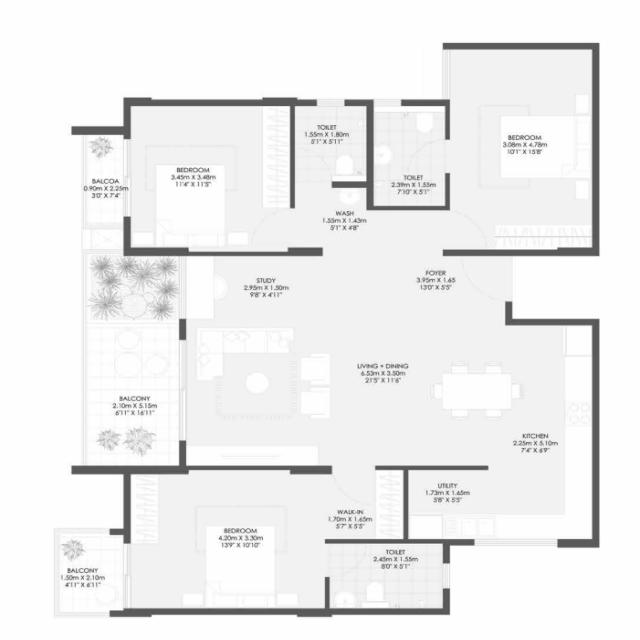 TOILET
1.55m X 1.80m
5'1" X 5'11"
BEDROOM
3.08m X 4.78m
10'1" X 15'8"
BEDROOM
3.45m X 3.48m
11'4" X 11'5"
TOILET
2.39m X 1.55m
7'10" X 5'1"
BALCOA
0.90m X 2.25m
3'0" X 7'4"
WASH
1.55m X 1.43m
5'1" X 4'8"
STUDY
2.95m X 1.50m
9'8" X 4'11"
FOYER
3.95m X 1.65
13'0" X 5'5"
LIVING + DINING
6.53m X 3.50m
21'5" X 11'6"
BALCONY
2.10m X 5.15m
6'11" X 16'11"
KITCHEN
2.25m X 5.10m
7'4" X 6'9"
UTILITY
1.73m X 1.65m
5'8" X 5'5"
WALK-IN
1.70m X 1.65m
5'7" X 5'5"
BEDROOM
4.20m X 3.30m
13'9" X 10'10"
TOILET
2.45m X 1.55m
8'0" X 5'1"
BALCONY
1.50m X 2.10m
4'11" X 6'11"